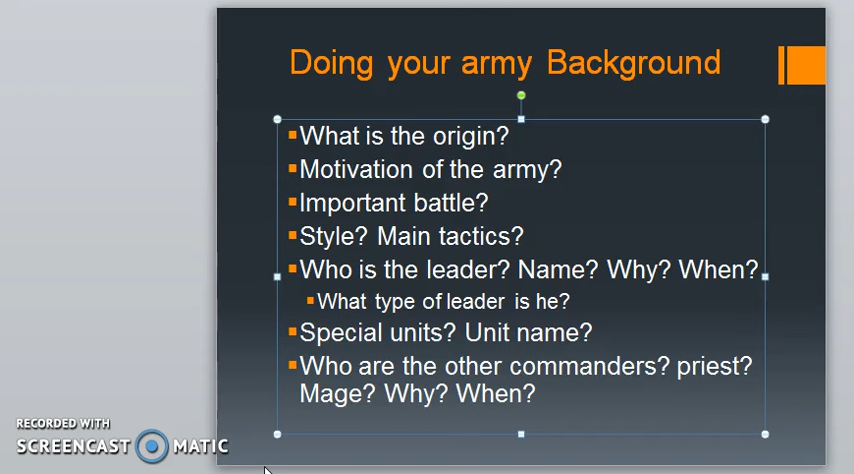 Doing your army Background
What is the origin?
Motivation of the army?
Important battle?
Style? Main tactics?
Who is the leader? Name? Why? When?
What type of leader is he?
Special units? Unit name?
Who are the other commanders? priest?
Mage? Why? When?
RECORDED WITH
SCREENCAST MATIC